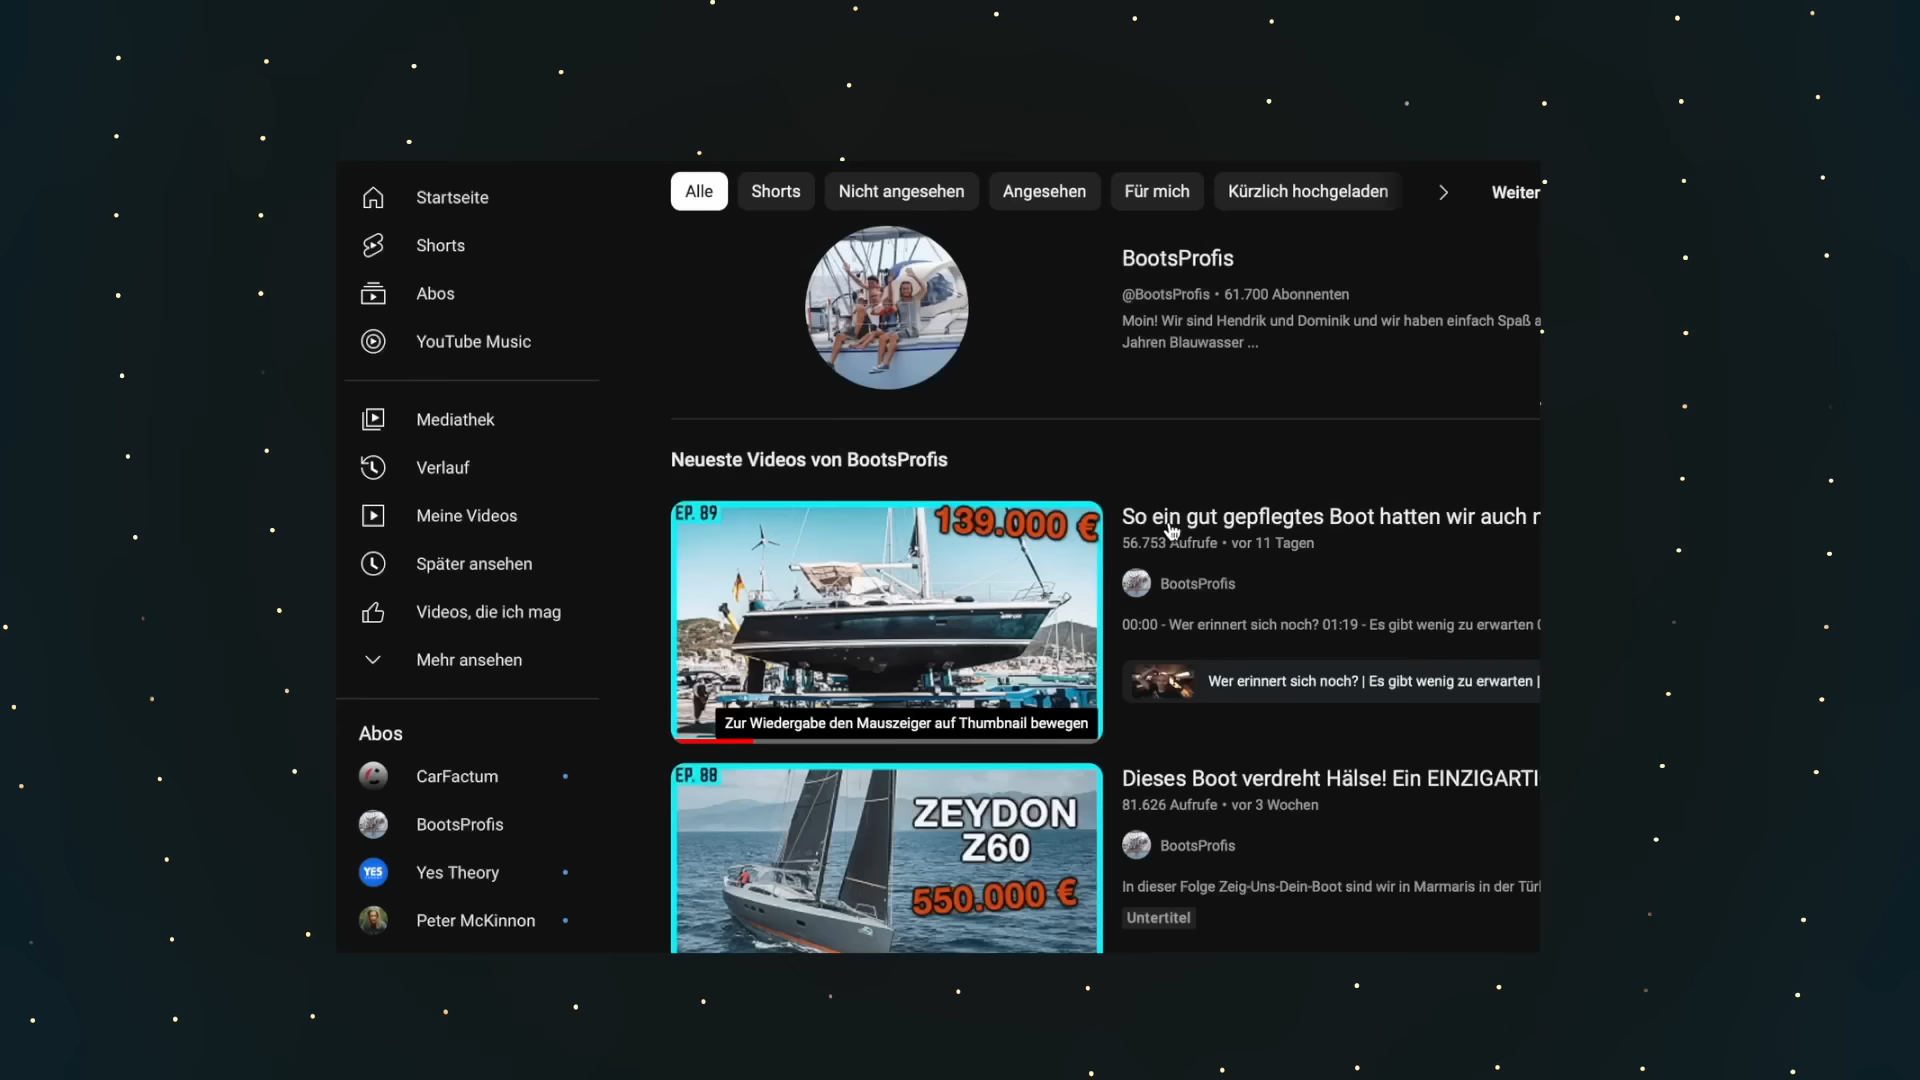 Alle
Shorts
Nicht angesehen
Angesehen
Für mich
Kürzlich hochgeladen
Weiter
Startseite
Shorts
Abos
YouTube Music
Mediathek
Verlauf
Meine Videos
Später ansehen
Videos, die ich mag
Mehr ansehen
Abos
CarFactum
BootsProfis
YES
Yes Theory
Peter McKinnon
BootsProfis
@BootsProfis • 61.700 Abonnenten
Moin! Wir sind Hendrik und Dominik und wir haben einfach Spaß
Jahren Blauwasser ...
Neueste Videos von BootsProfis
EP. 89
139.000 €
Zur Wiedergabe den Mauszeiger auf Thumbnail bewegen
So ein gut gepflegtes Boot hatten wir auch
56.753 Aufrufe • vor 11 Tagen
BootsProfis
00:00 - Wer erinnert sich noch? 01:19 - Es gibt wenig zu erwarten
Wer erinnert sich noch? | Es gibt wenig zu erwarten |
EP. 88
ZEYDON
Z60
550.000 €
Dieses Boot verdreht Hälse! Ein EINZIGARTI
81.626 Aufrufe • vor 3 Wochen
BootsProfis
In dieser Folge Zeig-Uns-Dein-Boot sind wir in Marmaris in der Tür
Untertitel